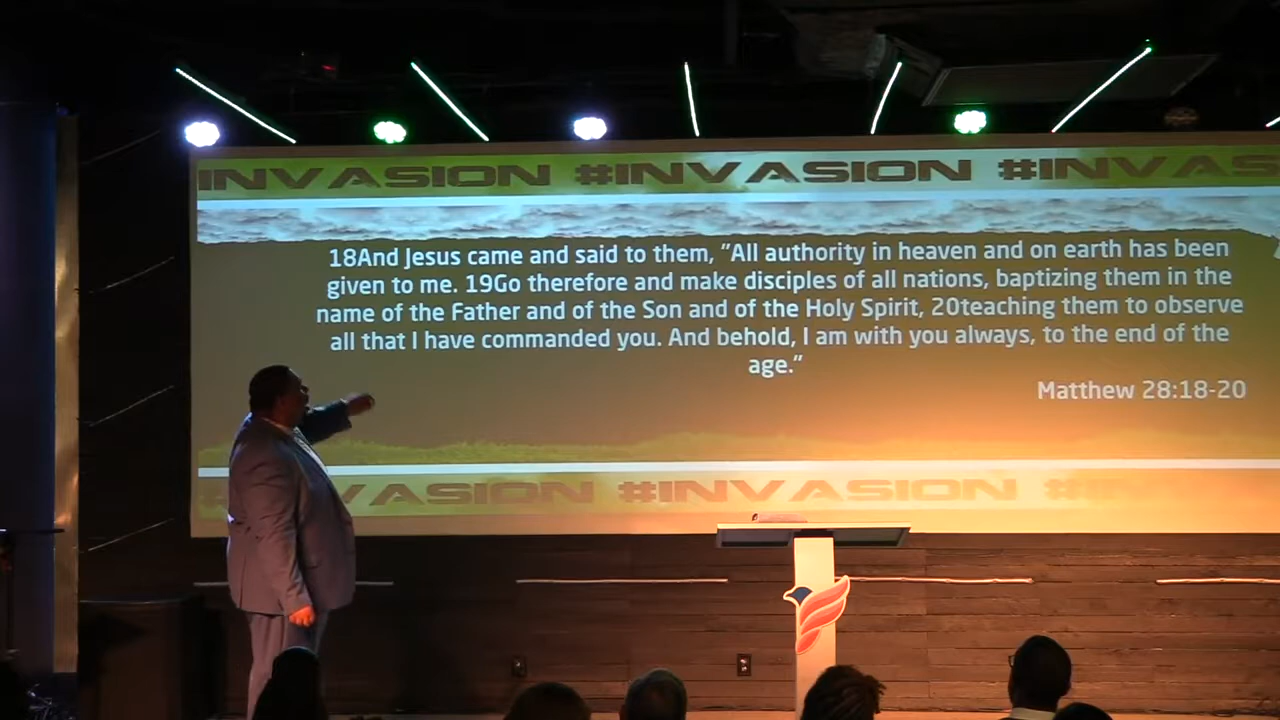 INVASION #INVASION #INVAS
18And Jesus came and said to them, "All authority in heaven and on earth has been
given to me. 19Go therefore and make disciples of all nations, baptizing them in the
name of the Father and of the Son and of the Holy Spirit, 20teaching them to observe
all that I have commanded you. And behold, I am with you always, to the end of the
age."
Matthew 28:18-20
VASION #INVASION #INV